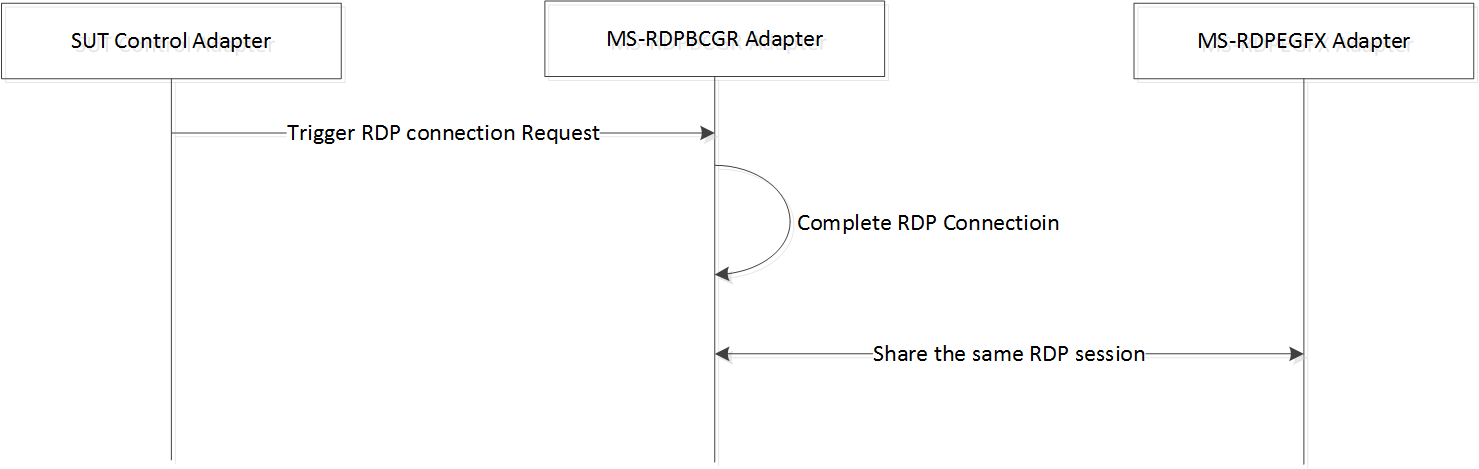 SUT Control Adapter
MS-RDPBCGR Adapter
MS-RDPEGFX Adapter
Trigger RDP connection Request
Complete RDP Connectioin
Share the same RDP session